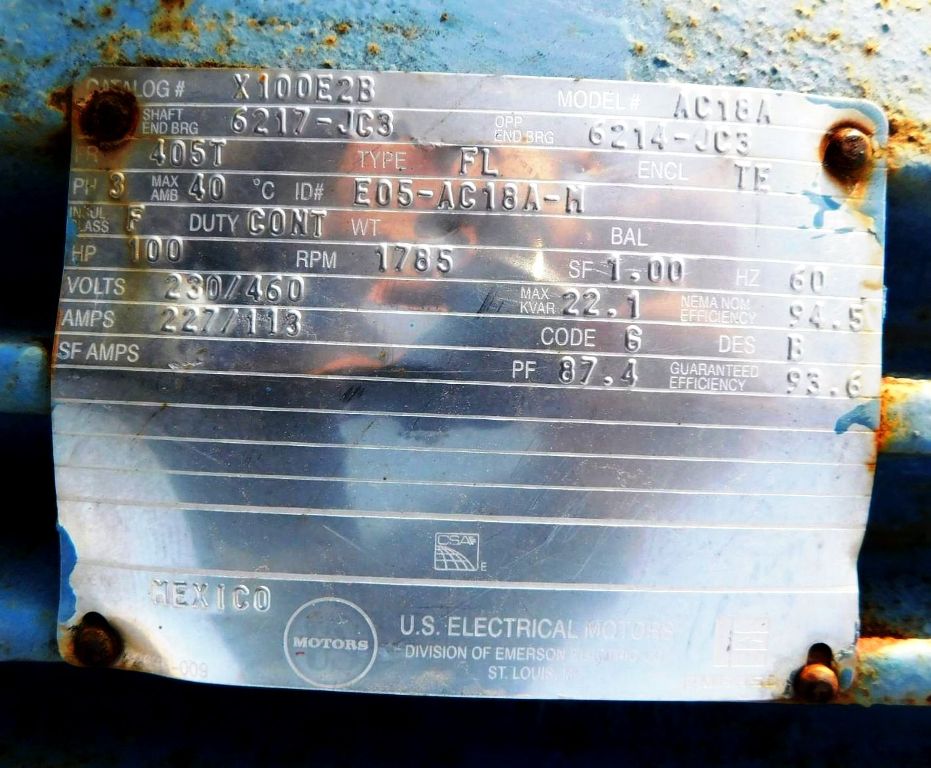 CATALOG # X100E2B MODEL # AC18A
SHAFT END BRG 6217-JC3 OPP END BRG 6214-JC3
FR 405T TYPE FL ENCL TE
PH 3 MAX AMB 40 °C ID# E05-AC18A-M
INSUL CLASS F DUTY CONT WT BAL
HP 100 RPM 1785 SF 1.00 HZ 60
VOLTS 230/460 MAX KVAR 22.1 NEMA NOM EFFICIENCY 94.5
AMPS 227/113 CODE G DES B
SF AMPS PF 87.4 GUARANTEED EFFICIENCY 93.6
CSA
E
MEXICO
MOTORS
US
U.S. ELECTRICAL MOTORS
DIVISION OF EMERSON ELECTRIC
ST. LOUIS,
-009